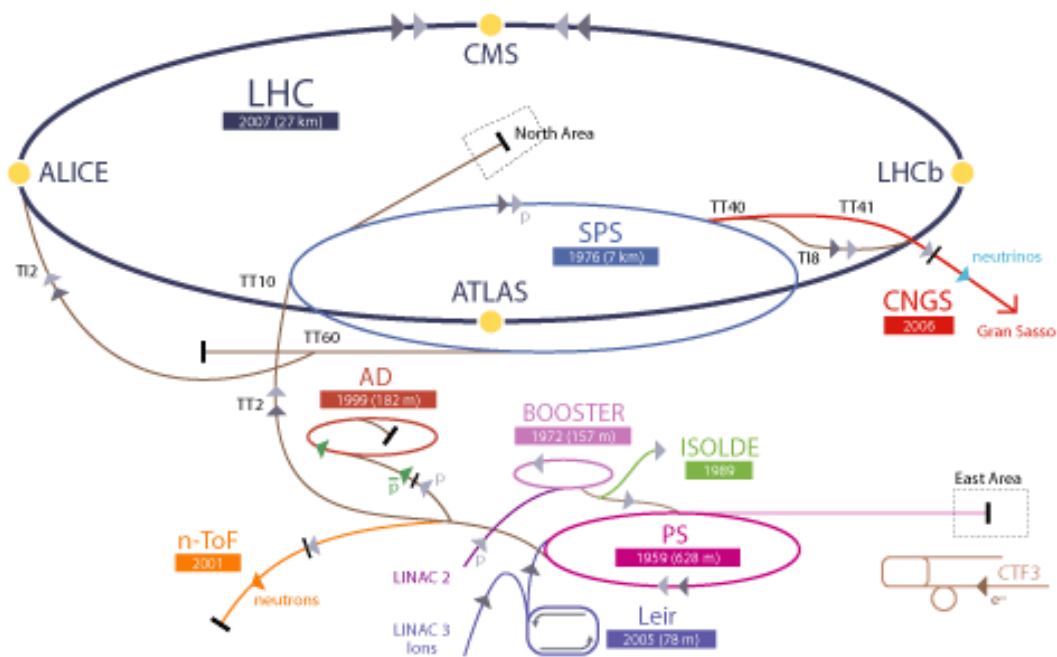 CMS
LHC
2007 (27 km)
North Area
ALICE
LHCb
TT40
TT41
p
SPS
1976 (7 km)
TI8
neutrinos
TI2
TT10
ATLAS
CNGS
2006
Gran Sasso
TT60
AD
1999 (182 m)
TT2
BOOSTER
1972 (157 m)
ISOLDE
1989
p̅
p
East Area
n-ToF
2001
PS
1959 (628 m)
p
LINAC 2
neutrons
CTF3
e⁻
LINAC 3
Ions
Leir
2005 (78 m)